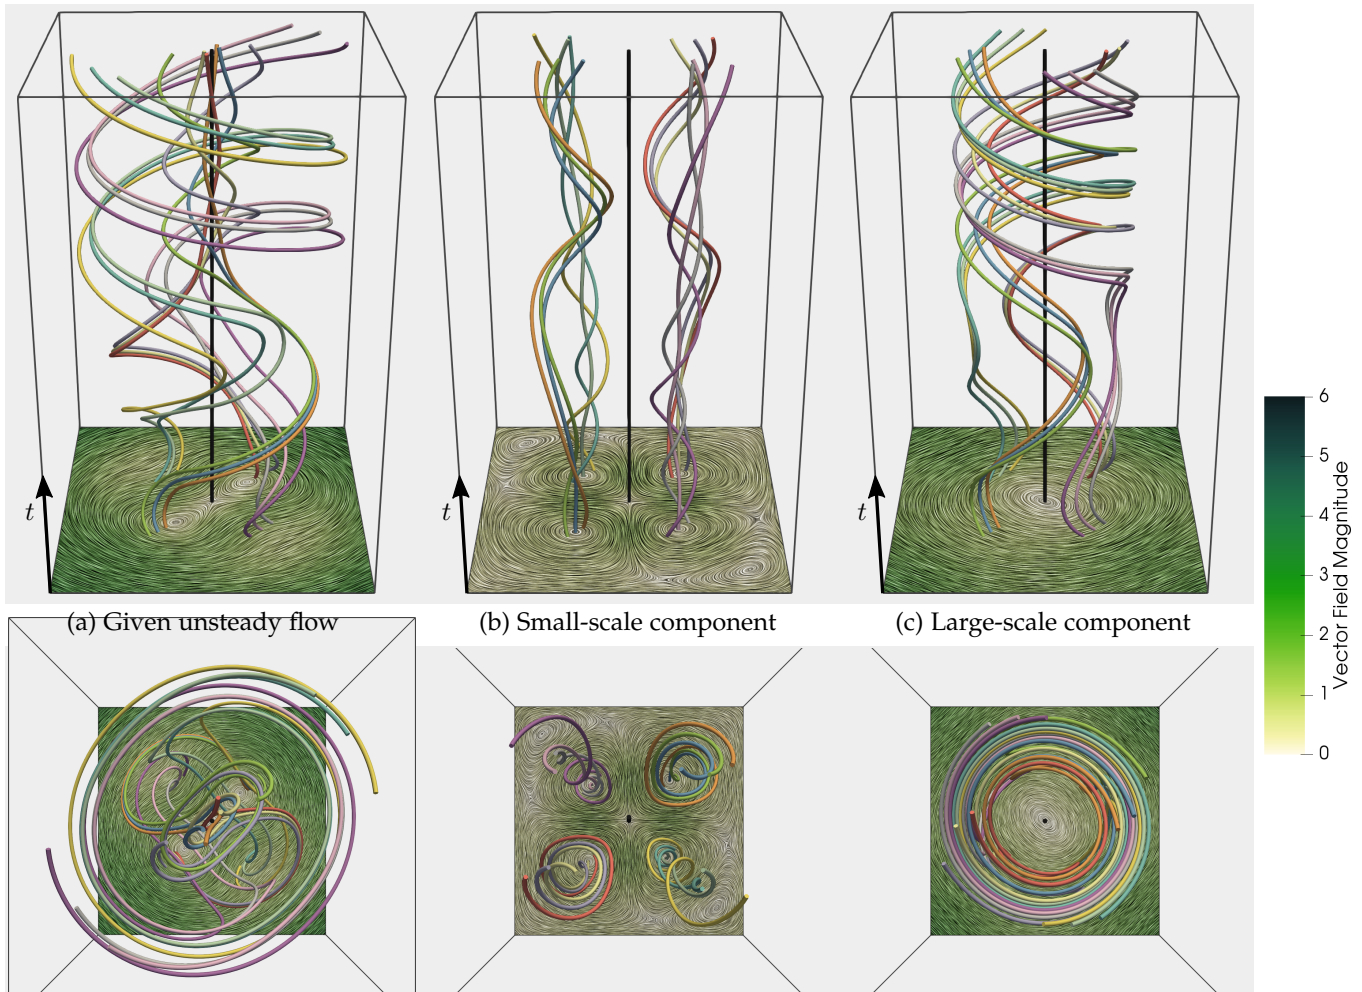 t
t
t
(a) Given unsteady flow
(b) Small-scale component
(c) Large-scale component
6
5
4
3
2
1
0
Vector Field Magnitude